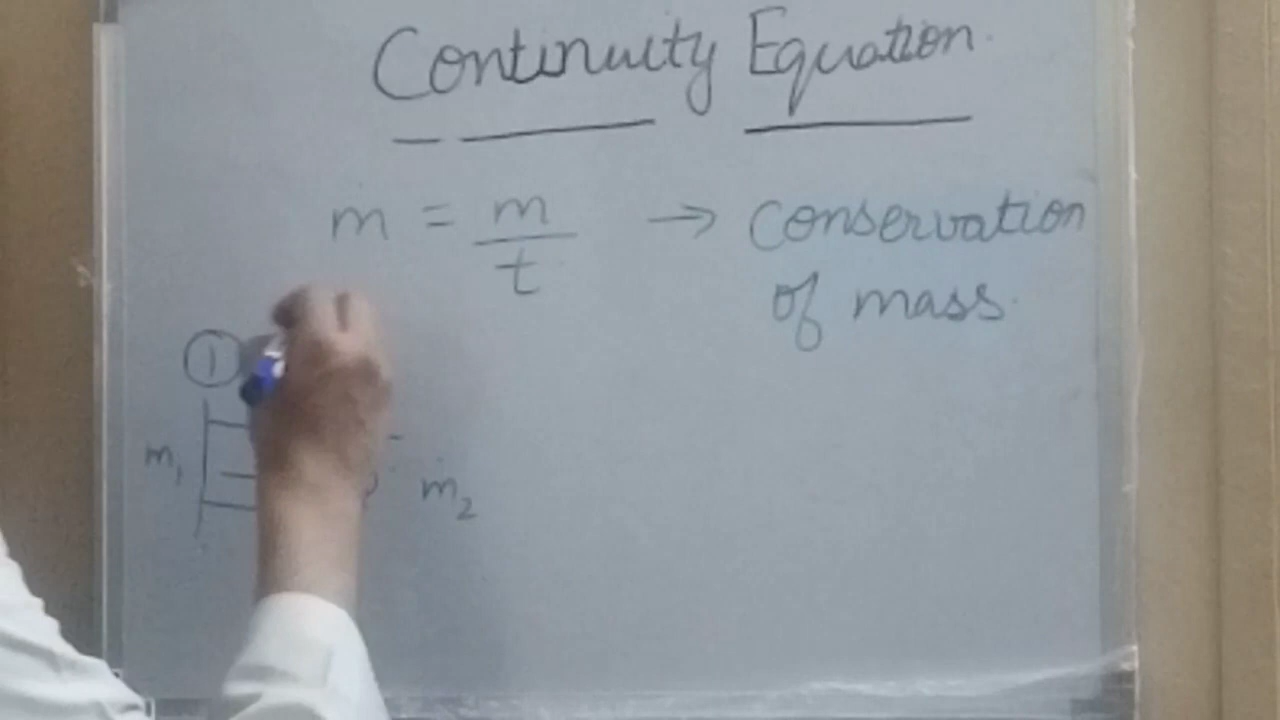 Continuity Equation.
m = m/t → conservation
of mass.
①
m₁
m₂